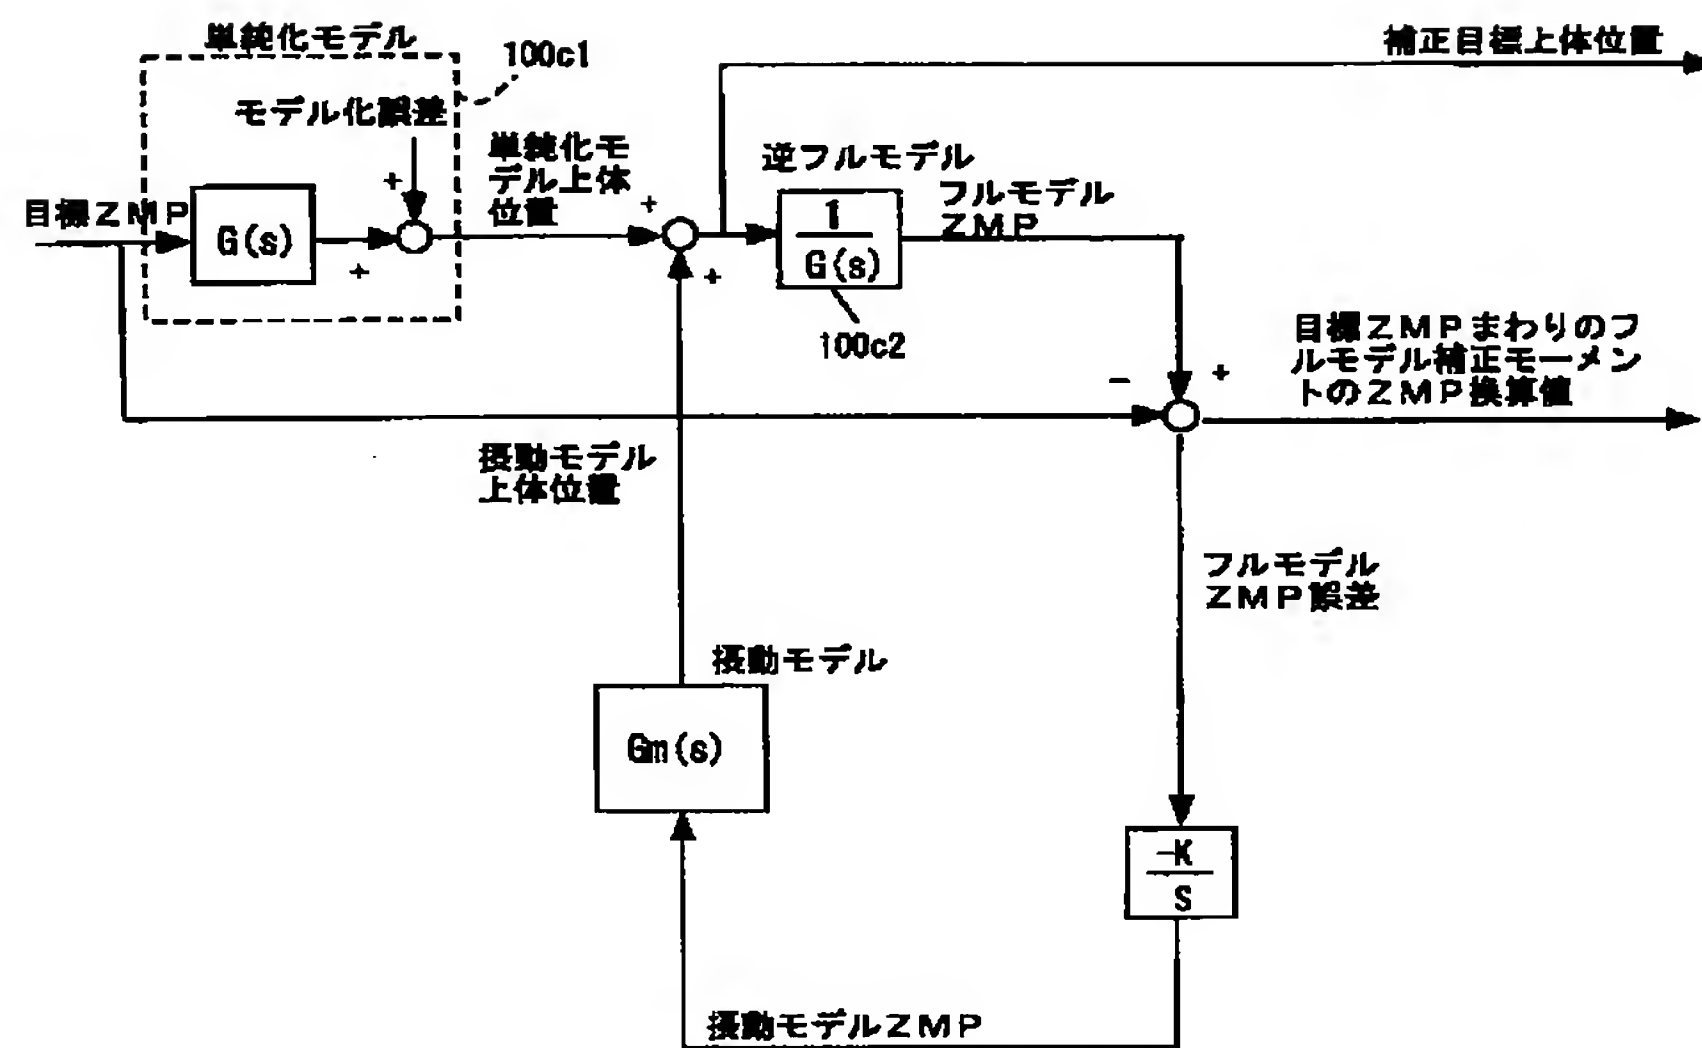 単純化モデル
100c1
補正目標上体位置
モデル化誤差
+
+
目標ZMP
G(s)
単純化モ
デル上体
位置
+
+
逆フルモデル
1
G(s)
100c2
フルモデル
ZMP
-
+
目標ZMPまわりのフ
ルモデル補正モーメン
トのZMP換算値
摂動モデル
上体位置
フルモデル
ZMP誤差
摂動モデル
Gm(s)
-K
S
摂動モデルZMP